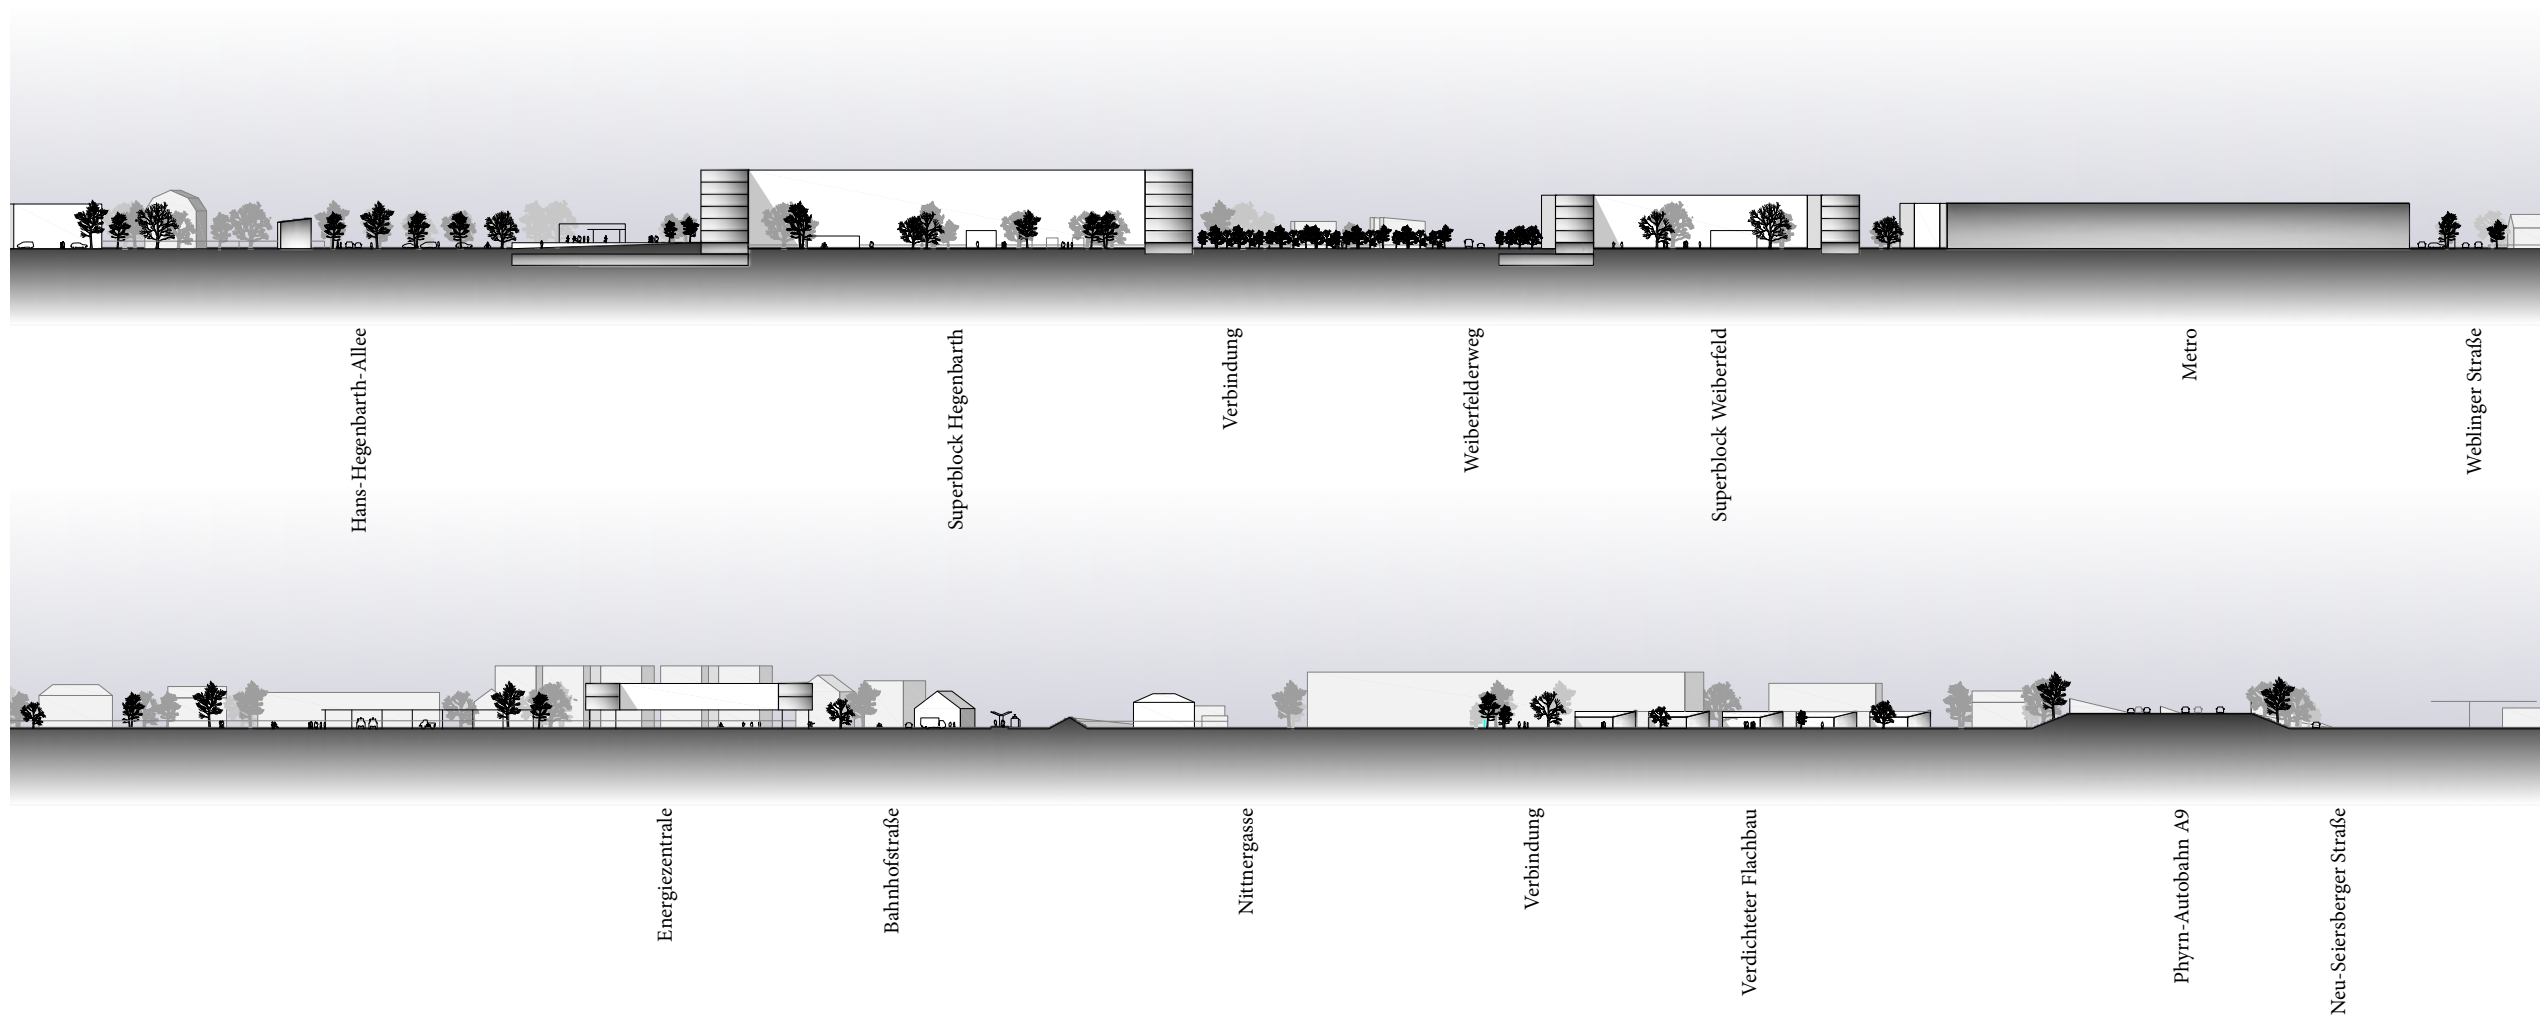 Hans-Hegenbarth-Allee
Superblock Hegenbarth
Verbindung
Weiberfelderweg
Superblock Weiberfeld
Metro
Weblinger Straße
Energiezentrale
Bahnhofstraße
Nittnergasse
Verbindung
Verdichteter Flachbau
Phyrn-Autobahn A9
Neu-Seiersberger Straße